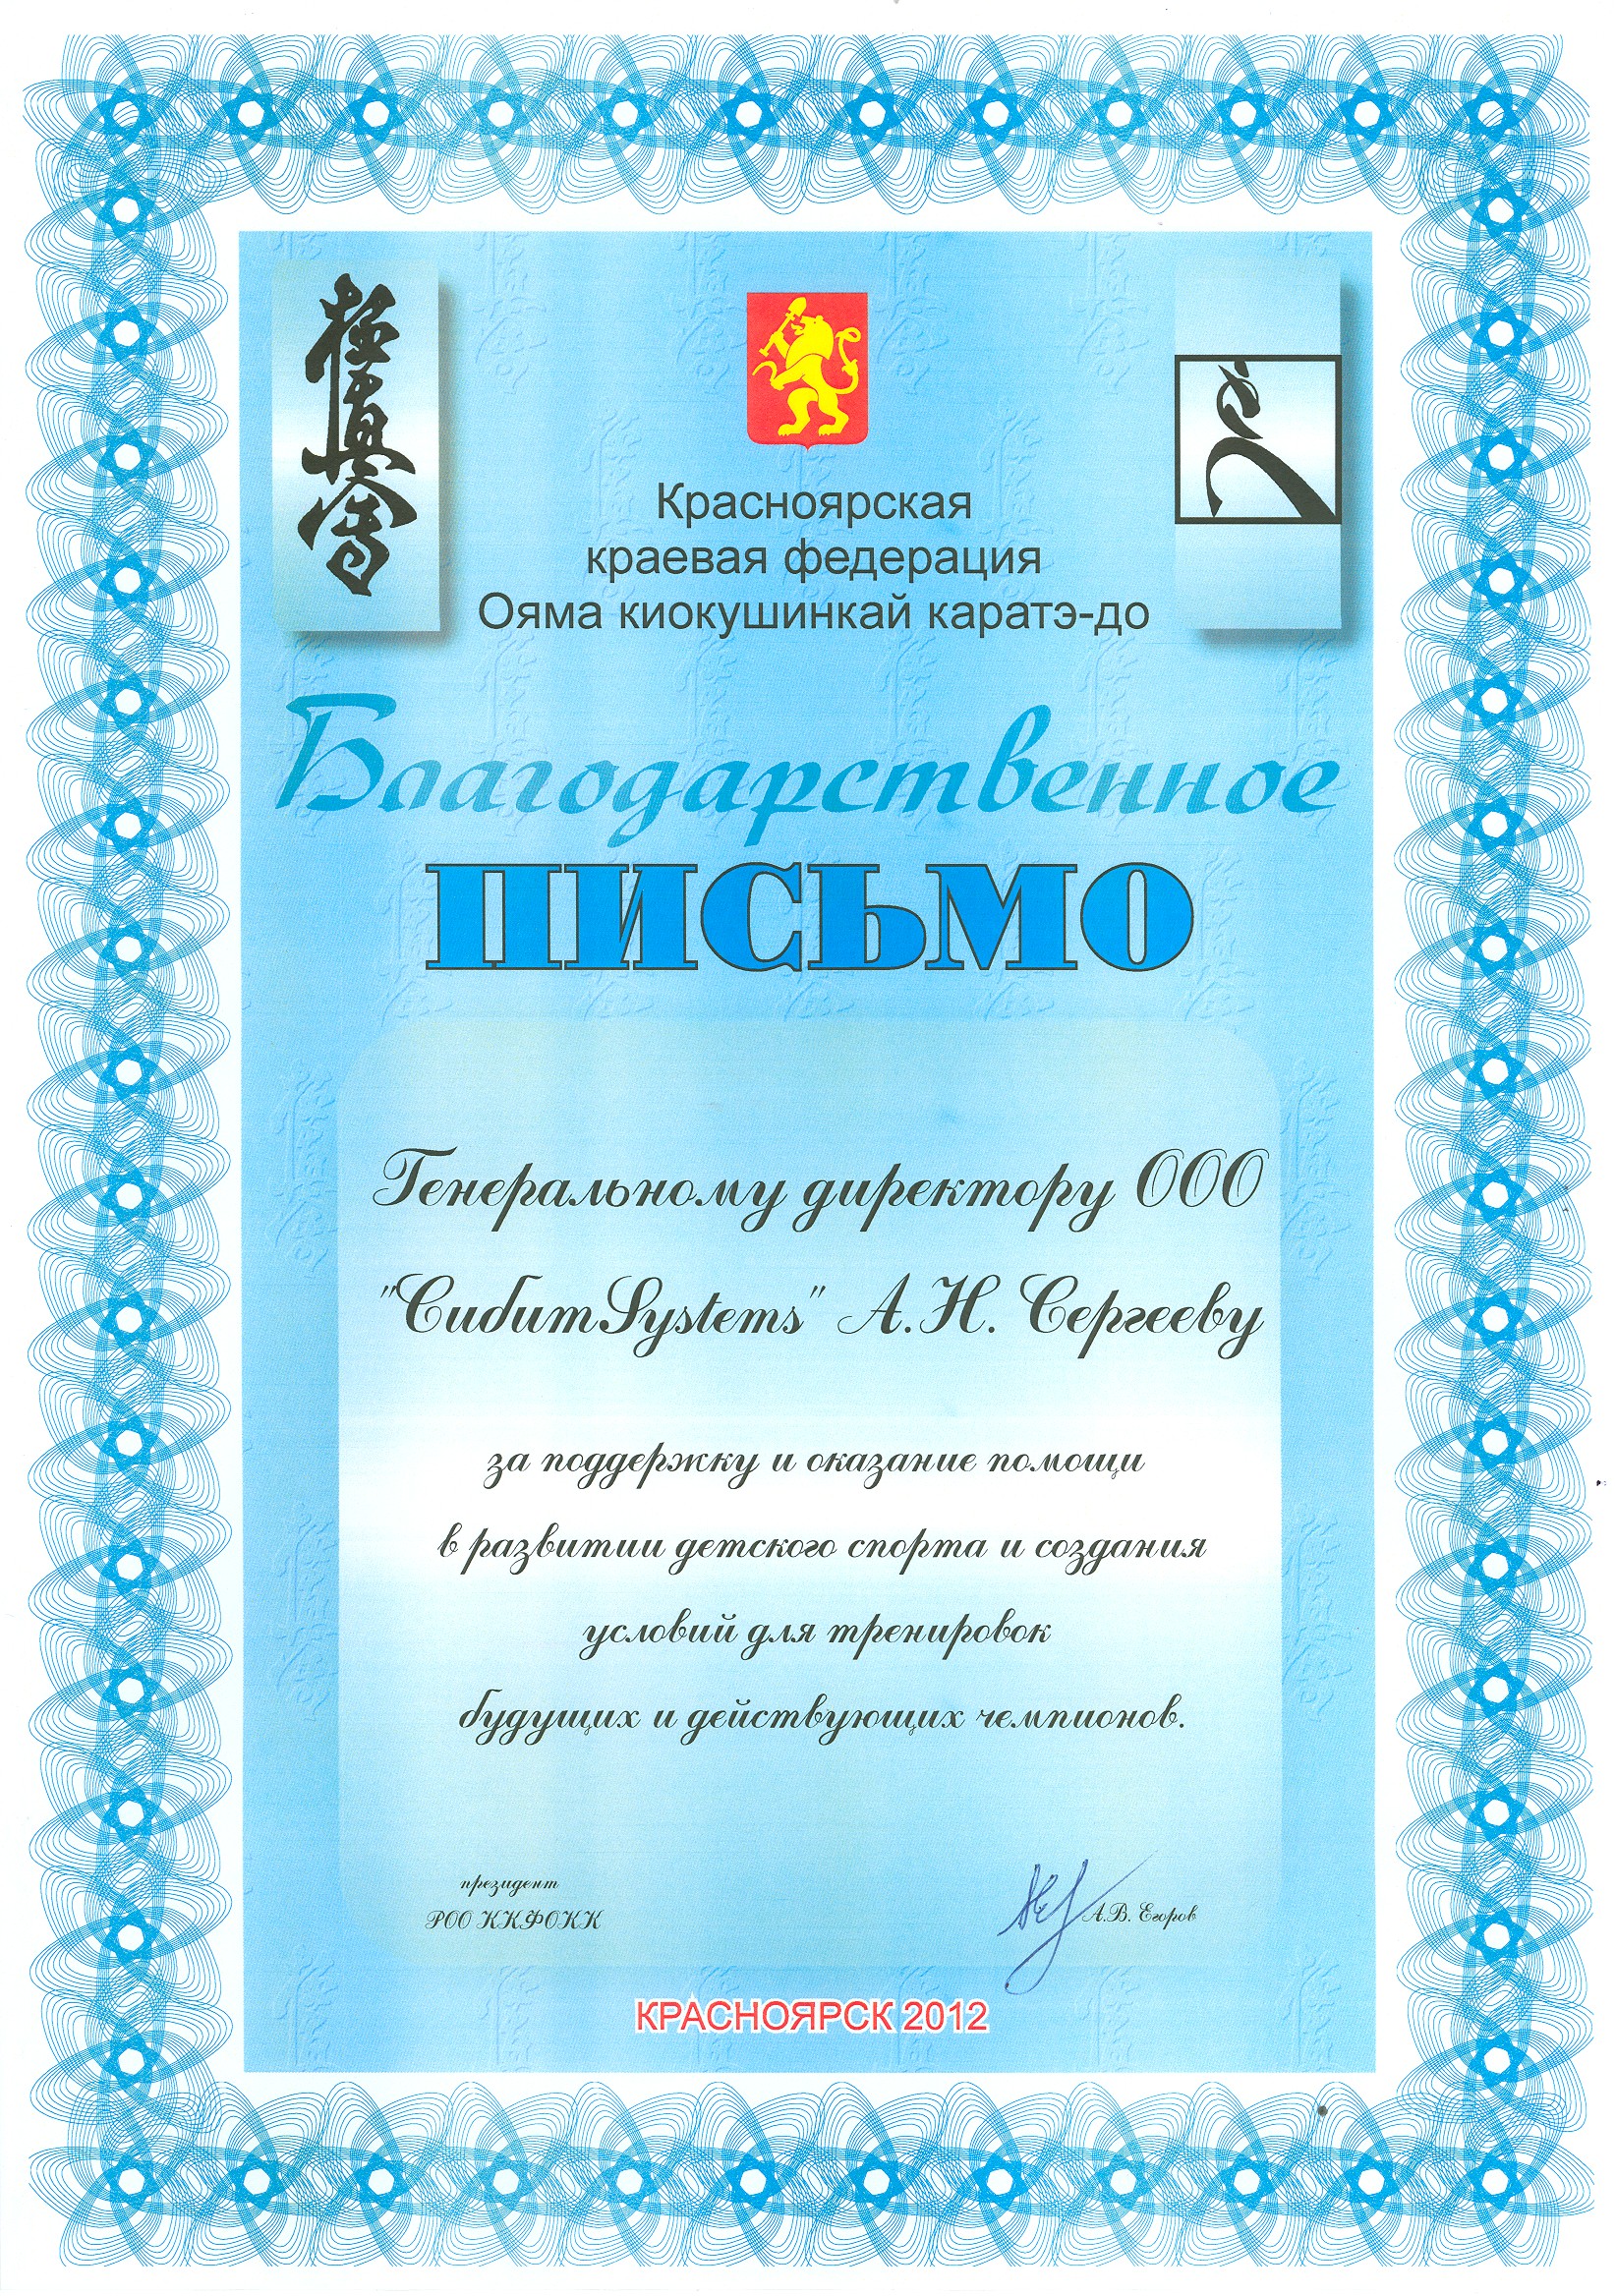 極真會
Красноярская
краевая федерация
Ояма киокушинкай каратэ-до
Благодарственное
ПИСЬМО
Генеральному директору ООО
"СибитSystems" А.Н. Сергееву
за поддержку и оказание помощи
в развитии детского спорта и создания
условий для тренировок
будущих и действующих чемпионов.
президент
РОО ККФОКК
А.В. Егоров
КРАСНОЯРСК 2012